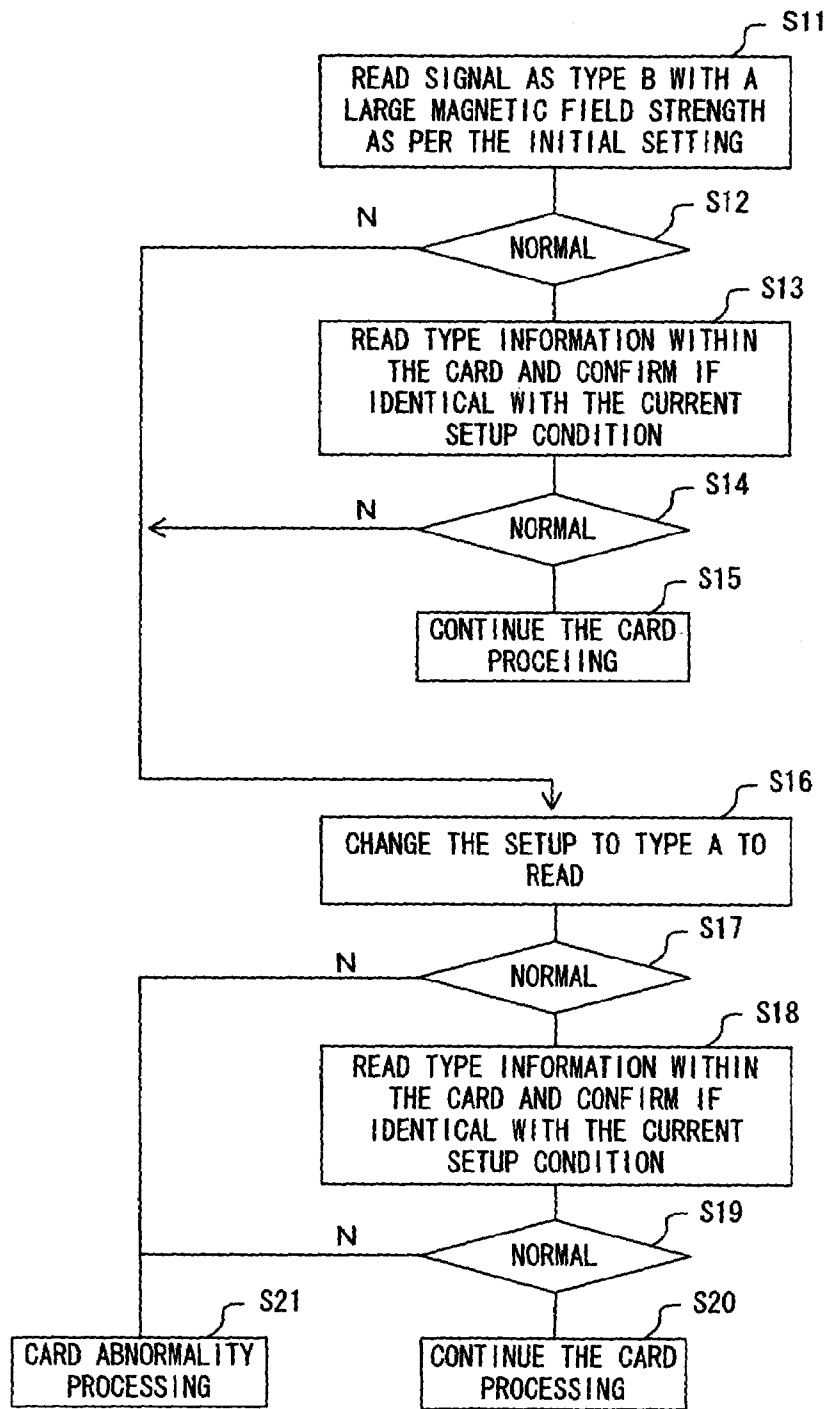 S11
READ SIGNAL AS TYPE B WITH A
LARGE MAGNETIC FIELD STRENGTH
AS PER THE INITIAL SETTING
S12
N
NORMAL
S13
READ TYPE INFORMATION WITHIN
THE CARD AND CONFIRM IF
IDENTICAL WITH THE CURRENT
SETUP CONDITION
S14
N
NORMAL
S15
CONTINUE THE CARD
PROCEIING
S16
CHANGE THE SETUP TO TYPE A TO
READ
S17
N
NORMAL
S18
READ TYPE INFORMATION WITHIN
THE CARD AND CONFIRM IF
IDENTICAL WITH THE CURRENT
SETUP CONDITION
S19
N
NORMAL
S21
CARD ABNORMALITY
PROCESSING
S20
CONTINUE THE CARD
PROCESSING